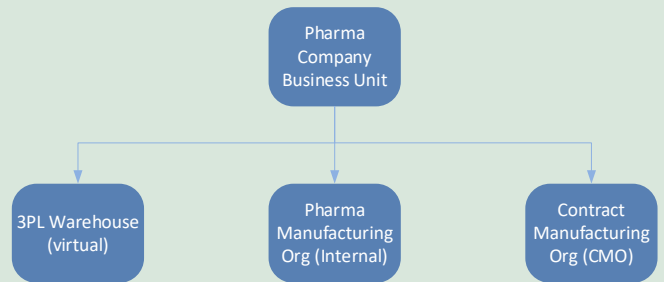 Pharma
Company
Business Unit
3PL Warehouse
(virtual)
Pharma
Manufacturing
Org (Internal)
Contract
Manufacturing
Org (CMO)